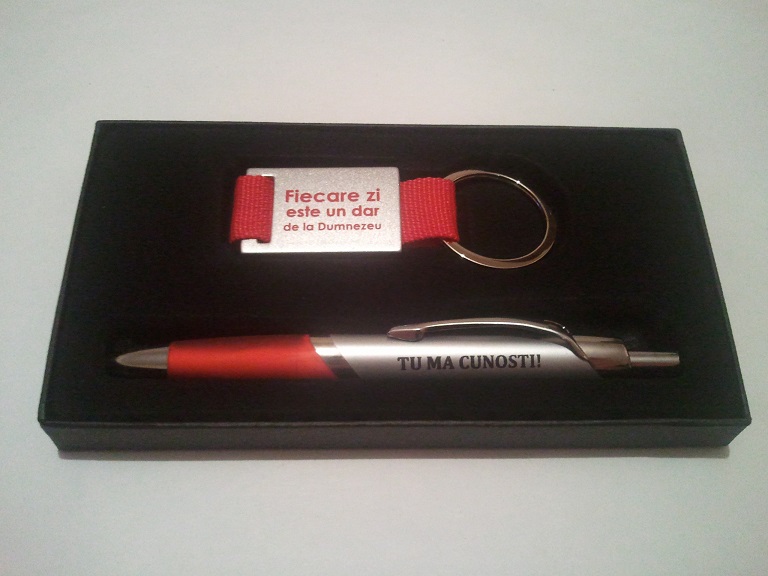 Fiecare zi
este un dar
de la Dumnezeu
TU MA CUNOSTI!